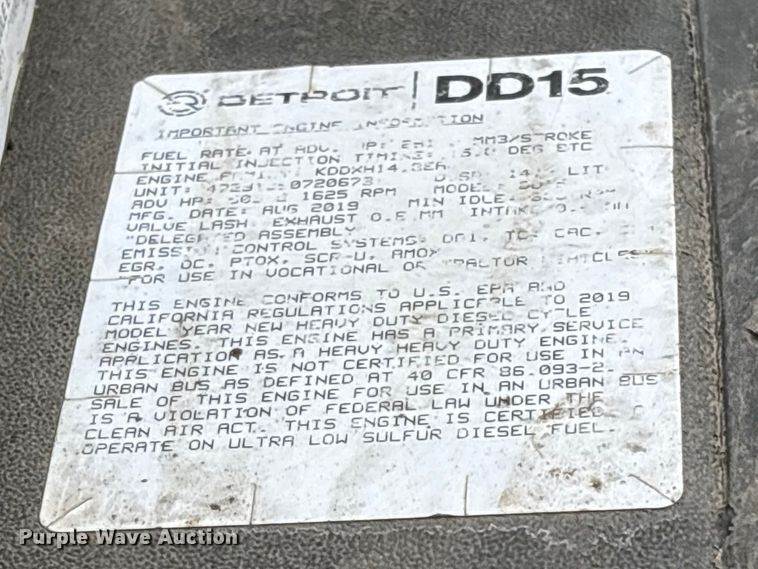 DETROIT DD15
IMPORTANT ENGINE INFORMATION
FUEL RATE AT ADV. MM3/STROKE
INITIAL INJECTION TIMING: DEG BTC
ENGINE KDDXH14.8EA LIT
UNIT: 0720673
ADV HP: 1625 RPM MODEL:
MFG. DATE: AUG 2019 MIN IDLE.
VALVE LASH. EXHAUST MM INTAKE
"DELEGATED ASSEMBLY"
EMISSION CONTROL SYSTEMS: CAC,
EGR, OC, PTOX, SCR-U, AMOX
FOR USE IN VOCATIONAL OR TRACTOR VEHICLES
THIS ENGINE CONFORMS TO U.S. EPA AND
CALIFORNIA REGULATIONS APPLICABLE TO 2019
MODEL YEAR NEW HEAVY DUTY DIESEL CYCLE
ENGINES. THIS ENGINE HAS A PRIMARY SERVICE
APPLICATION AS A HEAVY HEAVY DUTY ENGINE.
THIS ENGINE IS NOT CERTIFIED FOR USE IN AN
URBAN BUS AS DEFINED AT 40 CFR 86.093-2.
SALE OF THIS ENGINE FOR USE IN AN URBAN BUS
IS A VIOLATION OF FEDERAL LAW UNDER THE
CLEAN AIR ACT. THIS ENGINE IS CERTIFIED
OPERATE ON ULTRA LOW SULFUR DIESEL FUEL.
Purple Wave Auction